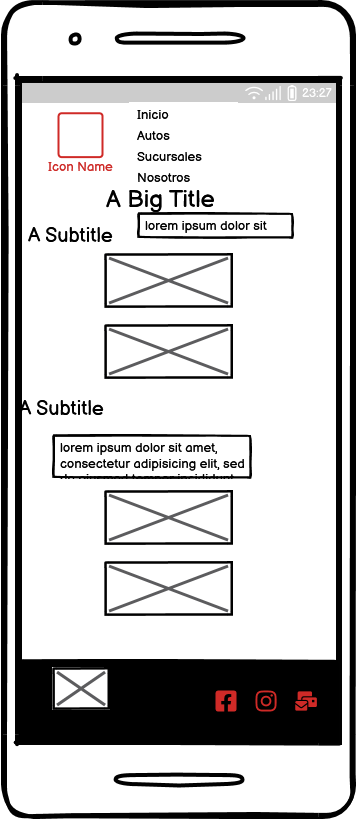 23:27
Inicio
Autos
Sucursales
Nosotros
Icon Name
A Big Title
lorem ipsum dolor sit
A Subtitle
A Subtitle
lorem ipsum dolor sit amet,
consectetur adipisicing elit, sed